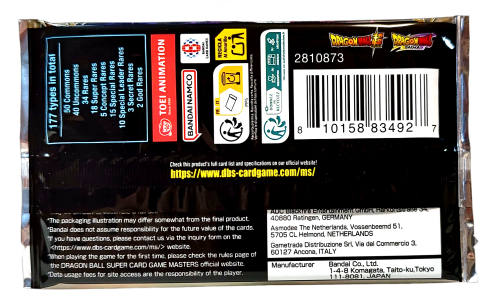 177 types in total
50 Commons
40 Uncommons
34 Rares
18 Super Rares
5 Concept Rares
15 Special Rares
10 Special Leader Rares
3 Secret Rares
2 God Rares
TOEI ANIMATION
BANDAI NAMCO
RECICLA
FR
IT
DRAGONBALL
DRAGONBALL
2810873
8 10158 83492 7
Check this product's full card list and specifications on our official website!
https://www.dbs-cardgame.com/ms/
*The packaging illustration may differ somewhat from the final product.
*Bandai does not assume responsibility for the future value of the cards.
*If you have questions, please contact us via the inquiry form on the
<https://www.dbs-cardgame.com/ms/> website.
*When playing the game for the first time, please check the rules page of
the DRAGON BALL SUPER CARD GAME MASTERS official website.
*Data usage fees for site access are the responsibility of the player.
40880 Ratingen, GERMANY
Asmodee The Netherlands, Vossenbeemd 51,
5705 CL Helmond, NETHERLANDS
Gametrade Distribuzione Srl, Via del Commercio 3,
60127 Ancona, ITALY
Manufacturer
Bandai Co., Ltd.
1-4-8 Komagata, Taito-ku,Tokyo
111-8081, JAPAN